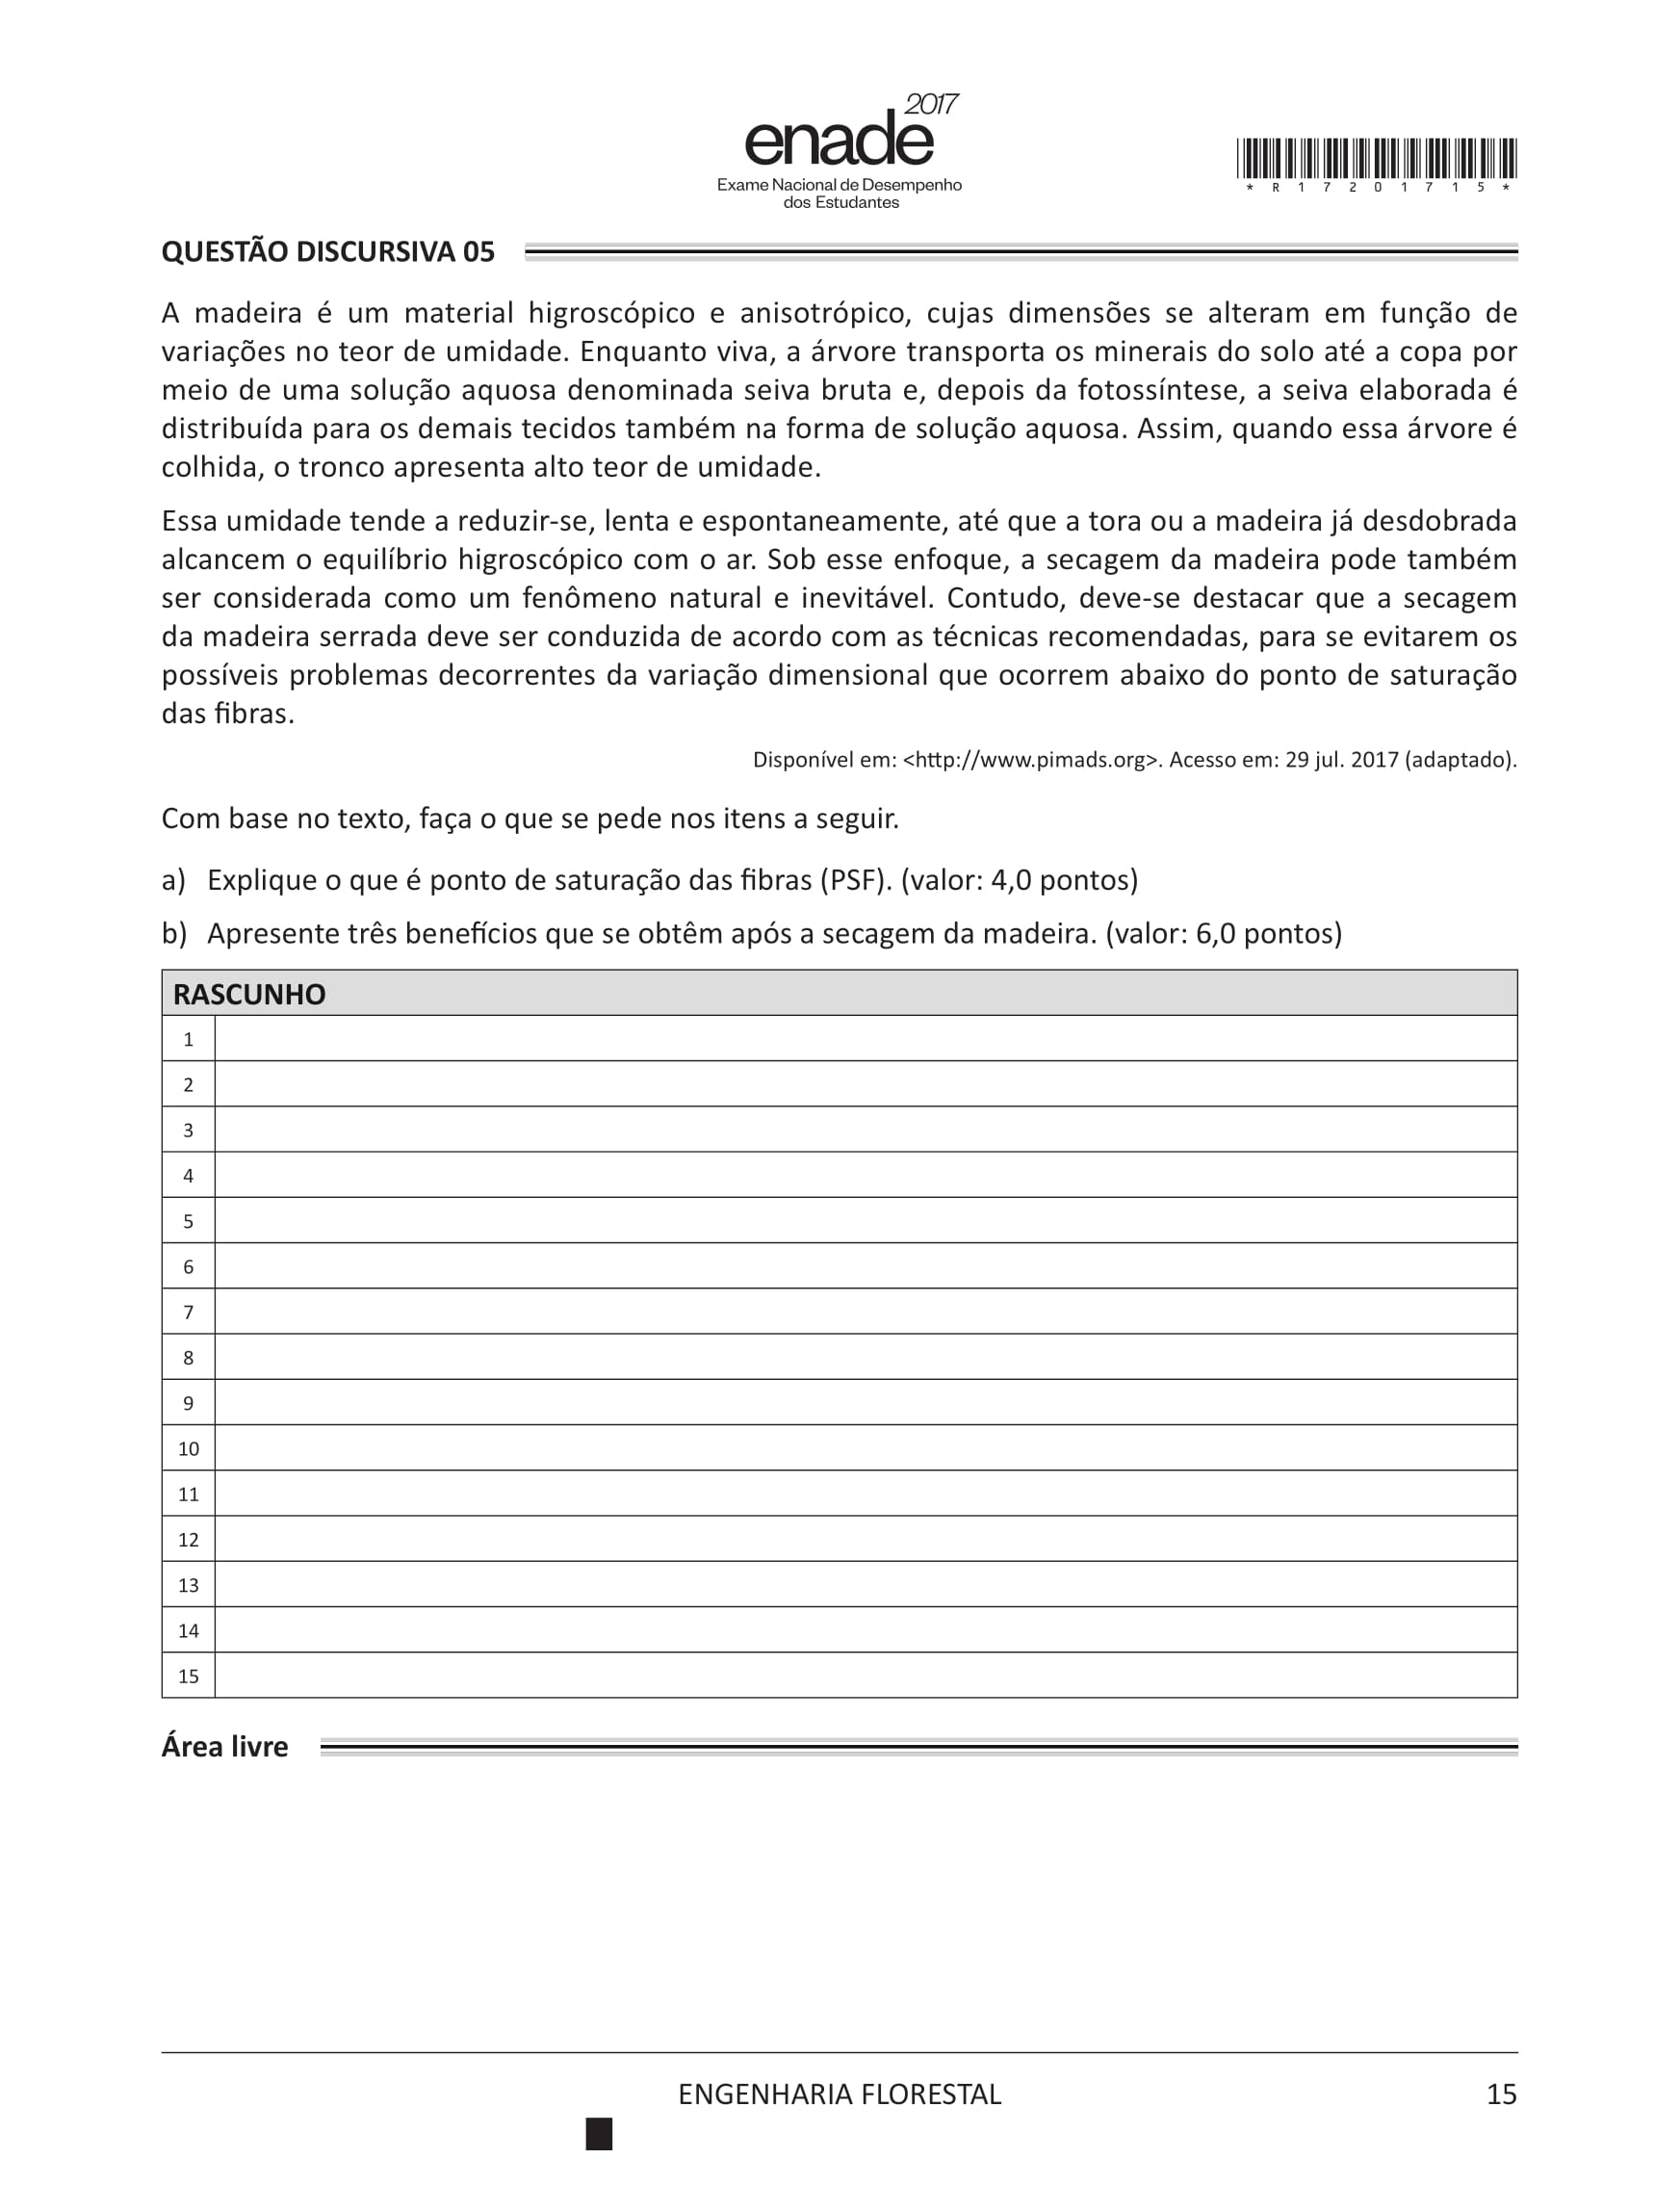 2017
enade
Exame Nacional de Desempenho
dos Estudantes
* R 1 7 2 0 1 7 1 5 *
QUESTÃO DISCURSIVA 05
A madeira é um material higroscópico e anisotrópico, cujas dimensões se alteram em função de
variações no teor de umidade. Enquanto viva, a árvore transporta os minerais do solo até a copa por
meio de uma solução aquosa denominada seiva bruta e, depois da fotossíntese, a seiva elaborada é
distribuída para os demais tecidos também na forma de solução aquosa. Assim, quando essa árvore é
colhida, o tronco apresenta alto teor de umidade.
Essa umidade tende a reduzir-se, lenta e espontaneamente, até que a tora ou a madeira já desdobrada
alcancem o equilíbrio higroscópico com o ar. Sob esse enfoque, a secagem da madeira pode também
ser considerada como um fenômeno natural e inevitável. Contudo, deve-se destacar que a secagem
da madeira serrada deve ser conduzida de acordo com as técnicas recomendadas, para se evitarem os
possíveis problemas decorrentes da variação dimensional que ocorrem abaixo do ponto de saturação
das fibras.
Disponível em: <http://www.pimads.org>. Acesso em: 29 jul. 2017 (adaptado).
Com base no texto, faça o que se pede nos itens a seguir.
a) Explique o que é ponto de saturação das fibras (PSF). (valor: 4,0 pontos)
b) Apresente três benefícios que se obtêm após a secagem da madeira. (valor: 6,0 pontos)
RASCUNHO
1
2
3
4
5
6
7
8
9
10
11
12
13
14
15
Área livre
ENGENHARIA FLORESTAL
15